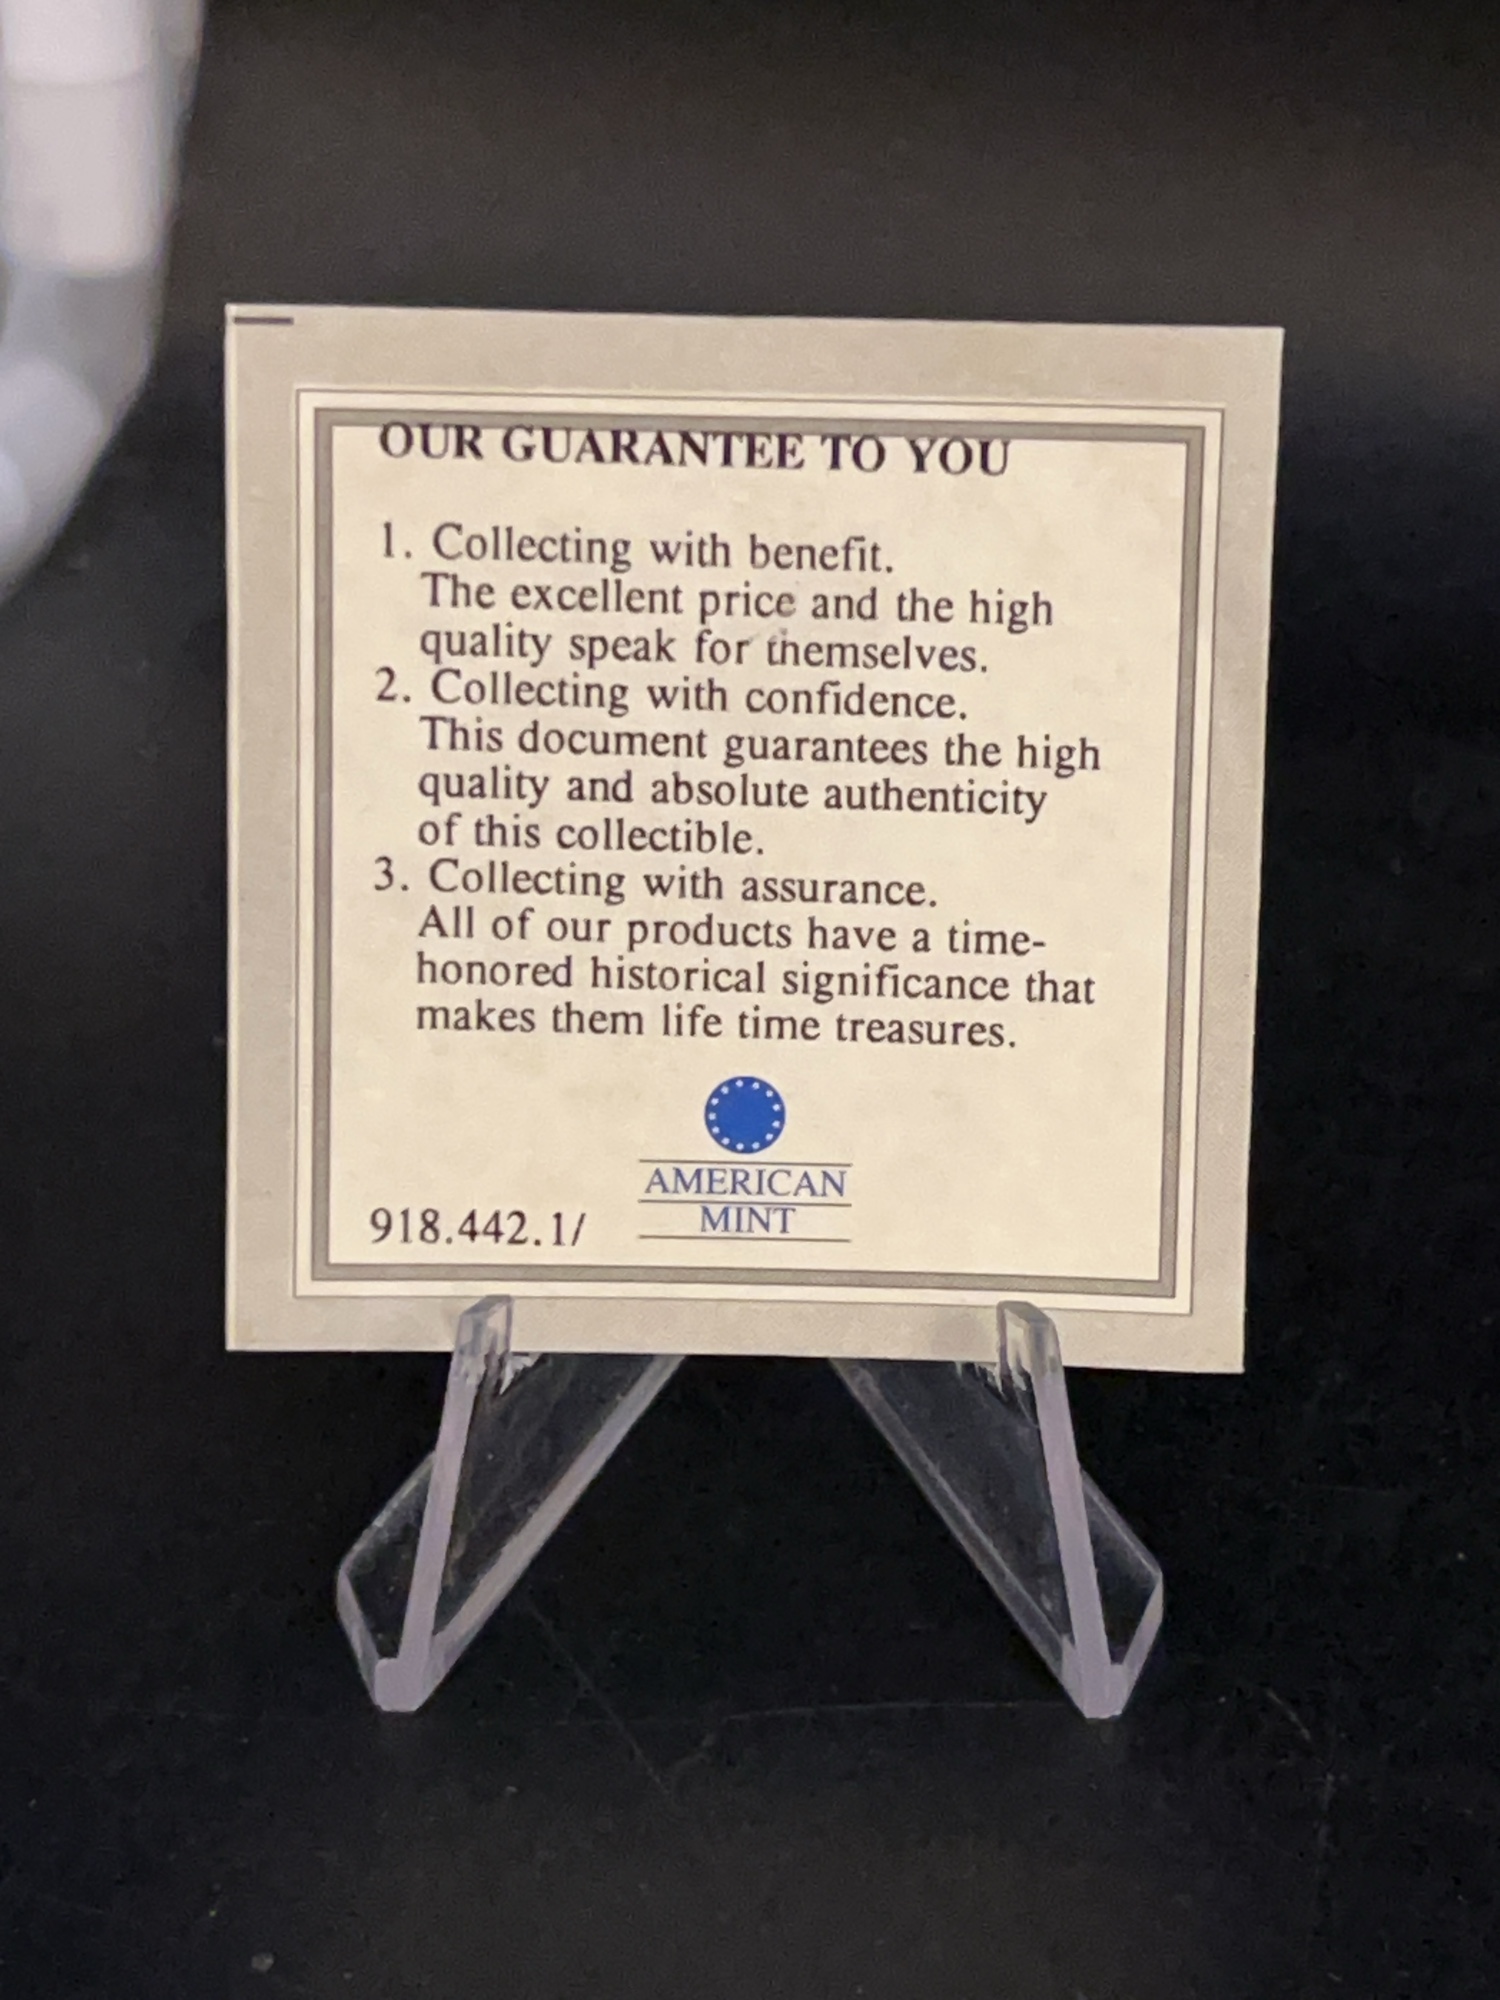 OUR GUARANTEE TO YOU
1. Collecting with benefit.
The excellent price and the high
quality speak for themselves.
2. Collecting with confidence.
This document guarantees the high
quality and absolute authenticity
of this collectible.
3. Collecting with assurance.
All of our products have a time-
honored historical significance that
makes them life time treasures.
AMERICAN
MINT
918.442.1/